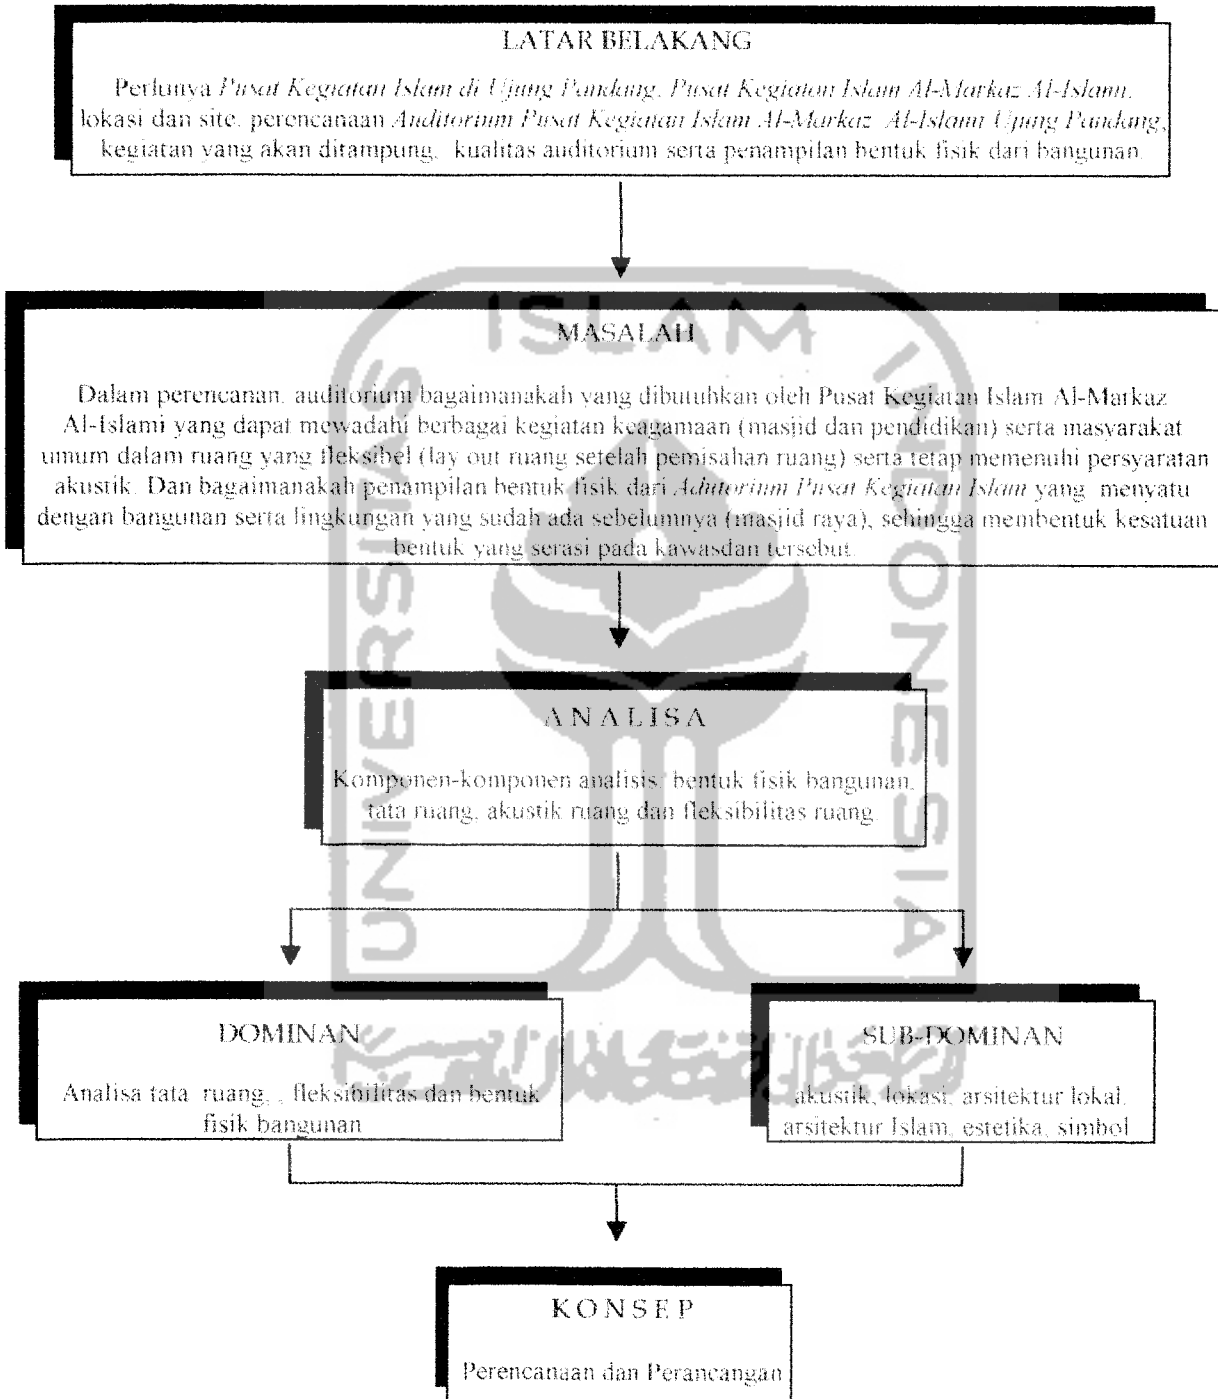 LATAR BELAKANG
Perlunya Pusat Kegiatan Islam di Ujung Pandang, Pusat Kegiatan Islam Al-Markaz Al-Islami,
lokasi dan site, perencanaan Auditorium Pusat Kegiatan Islam Al-Markaz Al-Islami Ujung Pandang,
kegiatan yang akan ditampung, kualitas auditorium serta penampilan bentuk fisik dari bangunan.
MASALAH
Dalam perencanan, auditorium bagaimanakah yang dibutuhkan oleh Pusat Kegiatan Islam Al-Markaz
Al-Islami yang dapat mewadahi berbagai kegiatan keagamaan (masjid dan pendidikan) serta masyarakat
umum dalam ruang yang fleksibel (lay out ruang setelah pemisahan ruang) serta tetap memenuhi persyaratan
akustik. Dan bagaimanakah penampilan bentuk fisik dari Adutorium Pusat Kegiatan Islam yang menyatu
dengan bangunan serta lingkungan yang sudah ada sebelumnya (masjid raya), sehingga membentuk kesatuan
bentuk yang serasi pada kawasdan tersebut.
ANALISA
Komponen-komponen analisis: bentuk fisik bangunan,
tata ruang, akustik ruang dan fleksibilitas ruang.
DOMINAN
Analisa tata ruang, , fleksibilitas dan bentuk
fisik bangunan
SUB-DOMINAN
akustik, lokasi, arsitektur lokal,
arsitektur Islam, estetika, simbol
KONSEP
Perencanaan dan Perancangan
UNIVERSITAS ISLAM INDONESIA